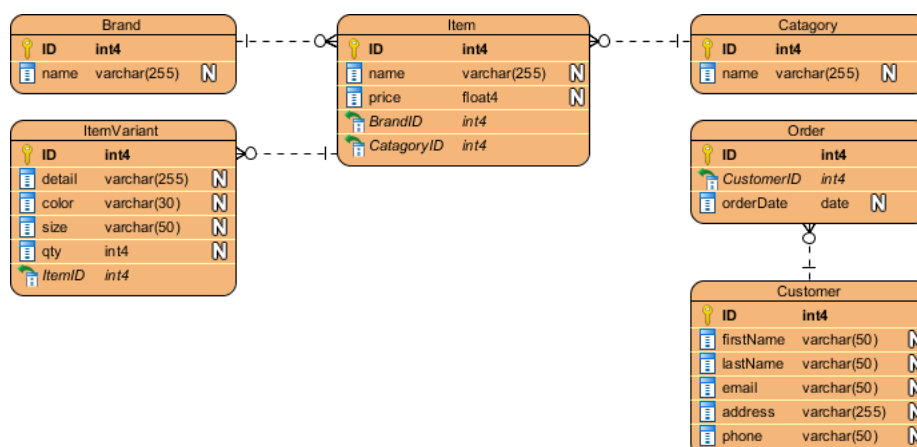 Brand
ID int4
name varchar(255) N
Item
ID int4
name varchar(255) N
price float4 N
BrandID int4
CatagoryID int4
Catagory
ID int4
name varchar(255) N
ItemVariant
ID int4
detail varchar(255) N
color varchar(30) N
size varchar(50) N
qty int4 N
ItemID int4
Order
ID int4
CustomerID int4
orderDate date N
Customer
ID int4
firstName varchar(50) N
lastName varchar(50) N
email varchar(50) N
address varchar(255) N
phone varchar(50) N